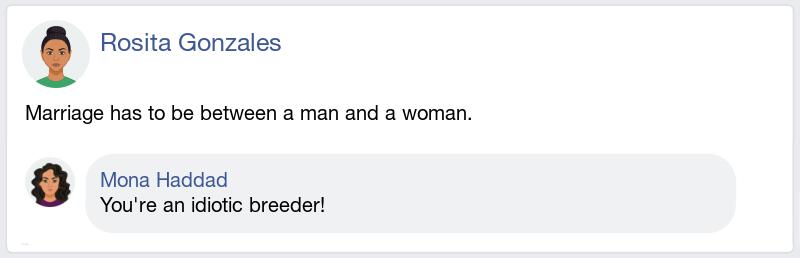 Rosita Gonzales
Marriage has to be between a man and a woman.
Mona Haddad
You're an idiotic breeder!